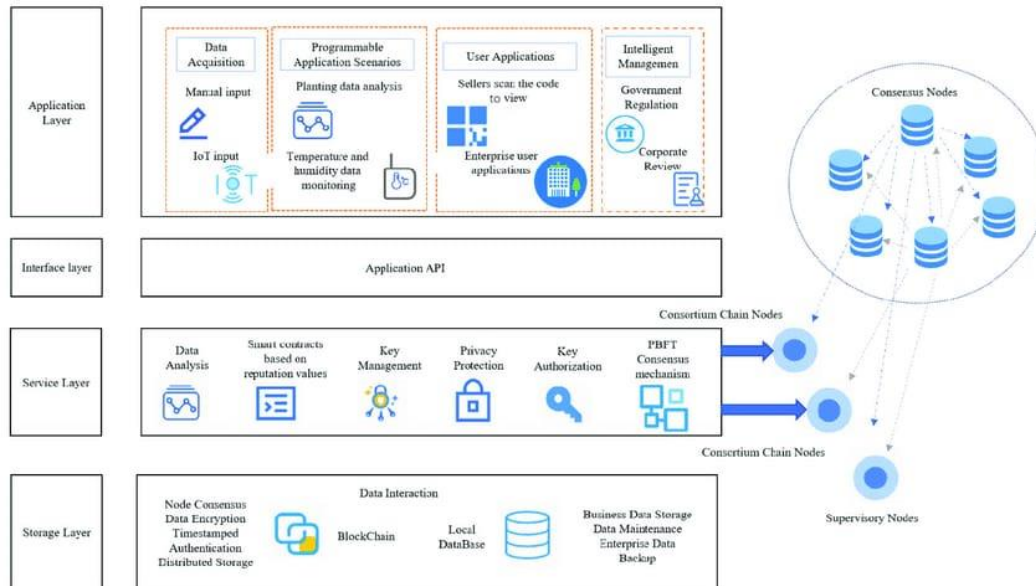 Application
Layer
Data
Acquisition
Manual input
IoT input
IOT
Programmable
Application Scenarios
Planting data analysis
Temperature and
humidity data
monitoring
°C
User Applications
Sellers scan the code
to view
Enterprise user
applications
Intelligent
Managemen
Government
Regulation
Corporate
Review
Consensus Nodes
Interface layer
Application API
Service Layer
Data
Analysis
Smart contracts
based on
reputation values
Key
Management
Privacy
Protection
Key
Authorization
PBFT
Consensus
mechanism
Consortium Chain Nodes
Consortium Chain Nodes
Supervisory Nodes
Storage Layer
Data Interaction
Node Consensus
Data Encryption
Timestamped
Authentication
Distributed Storage
BlockChain
Local
DataBase
Business Data Storage
Data Maintenance
Enterprise Data
Backup